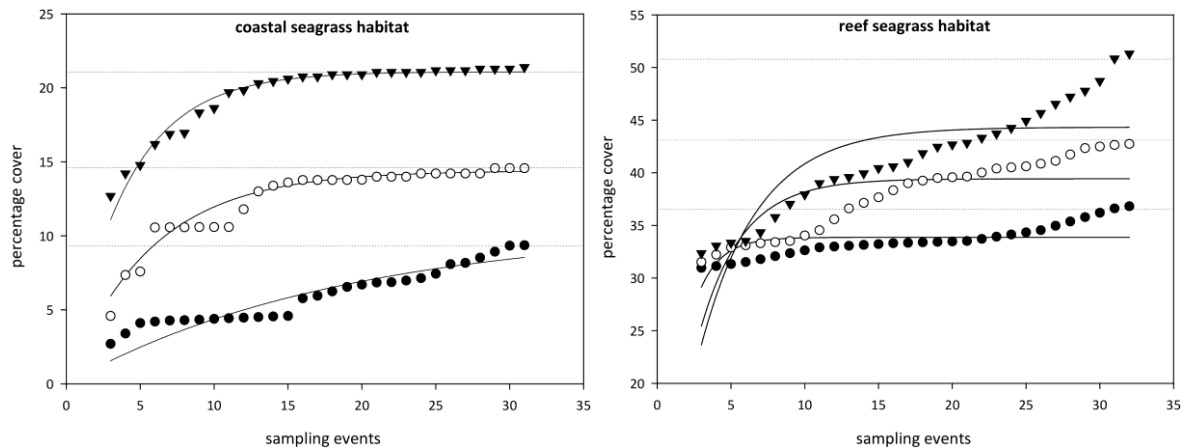 coastal seagrass habitat
percentage cover
25
20
15
10
5
0
0 5 10 15 20 25 30 35
sampling events
reef seagrass habitat
percentage cover
55
50
45
40
35
30
25
20
0 5 10 15 20 25 30 35
sampling events